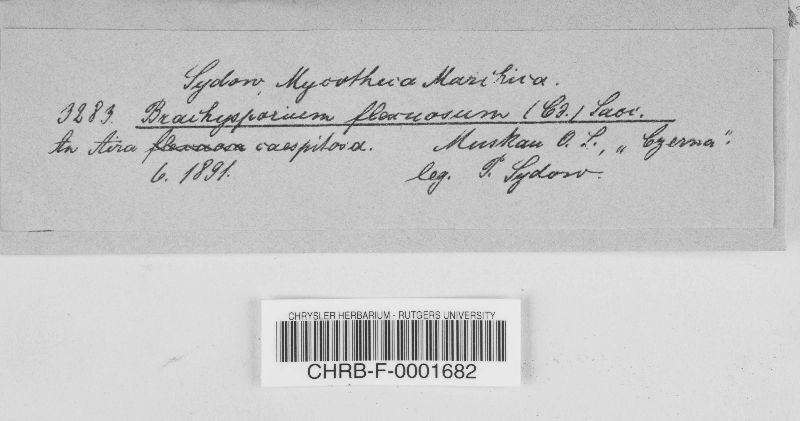 Sydow, Mycotheca Marchica.
3283. Brachysporium flexuosum (Cd.) Sacc.
An Aira flexuosa caespitosa. Muskau O. L., „Czerna".
6. 1891. leg. P. Sydow.
CHRYSLER HERBARIUM - RUTGERS UNIVERSITY
CHRB-F-0001682